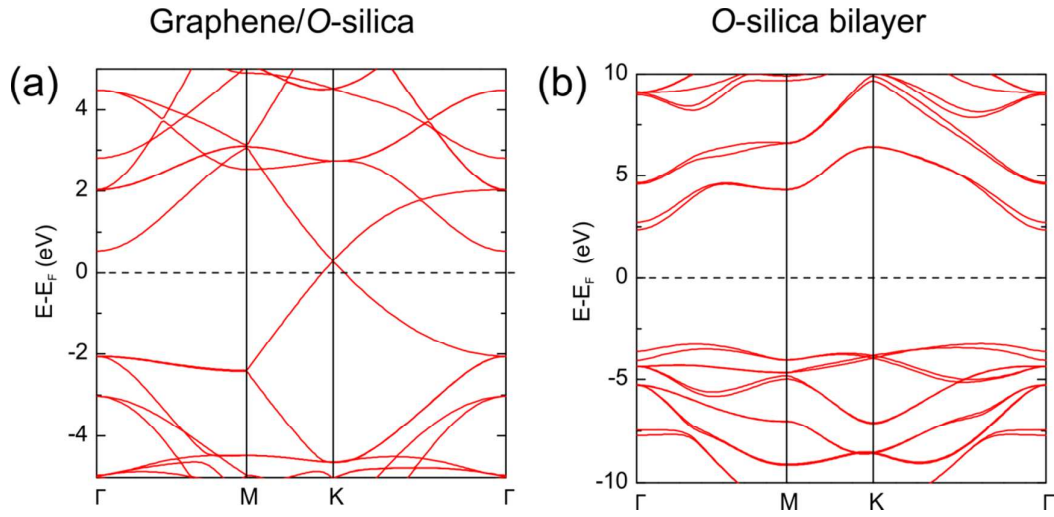 Graphene/O-silica
O-silica bilayer
(a)
E-E_F (eV)
4
2
0
-2
-4
Γ
M
K
Γ
(b)
E-E_F (eV)
10
5
0
-5
-10
Γ
M
K
Γ